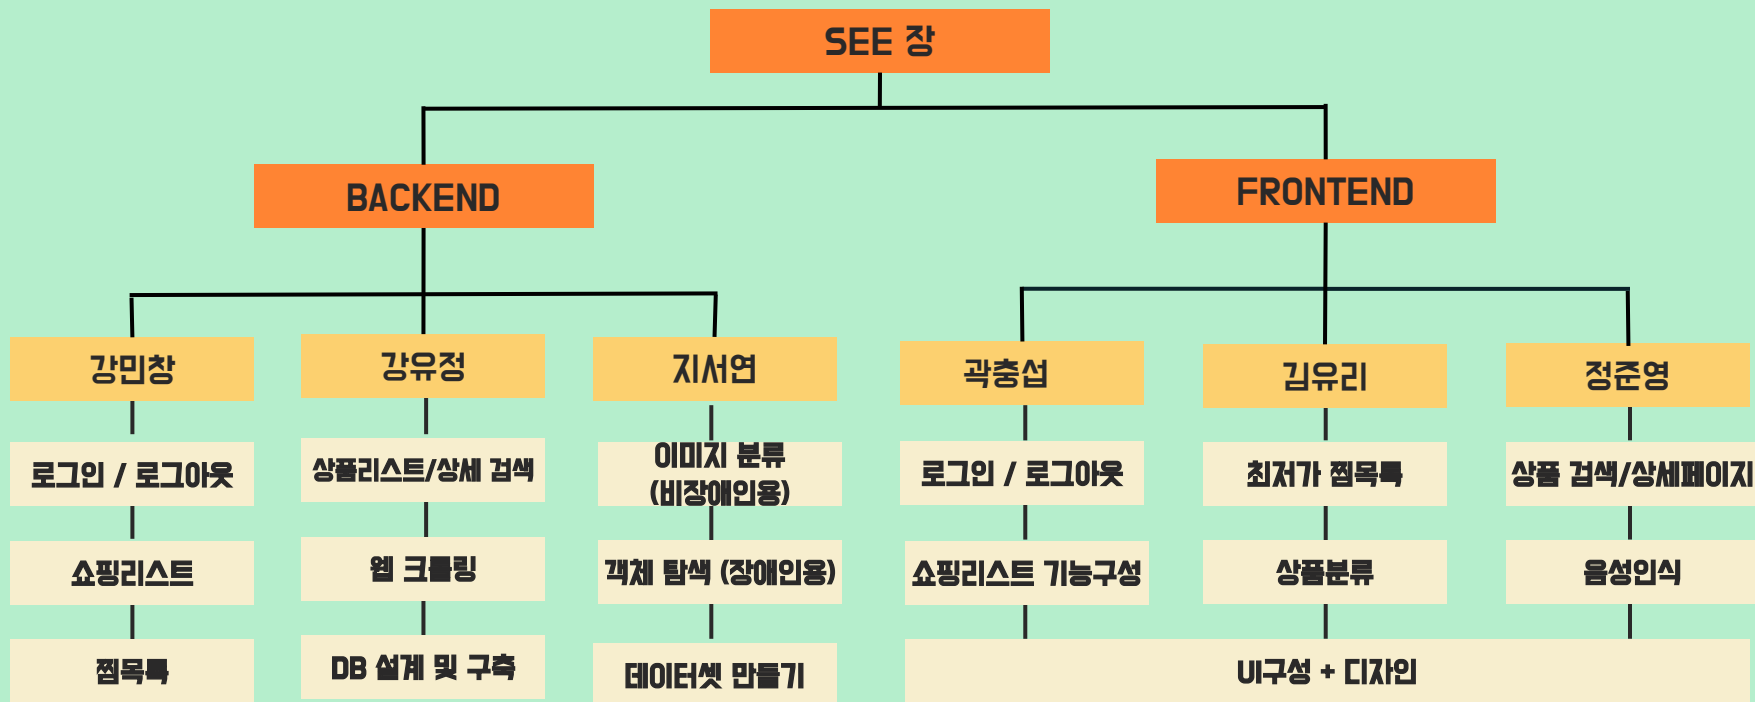 SEE 장
BACKEND
FRONTEND
강민창
강유정
지서연
곽충섭
김유리
정준영
로그인 / 로그아웃
상품리스트/상세 검색
이미지 분류
(비장애인용)
로그인 / 로그아웃
최저가 찜목록
상품 검색/상세페이지
쇼핑리스트
웹 크롤링
객체 탐색 (장애인용)
쇼핑리스트 기능구성
상품분류
음성인식
찜목록
DB 설계 및 구축
데이터셋 만들기
UI구성 + 디자인